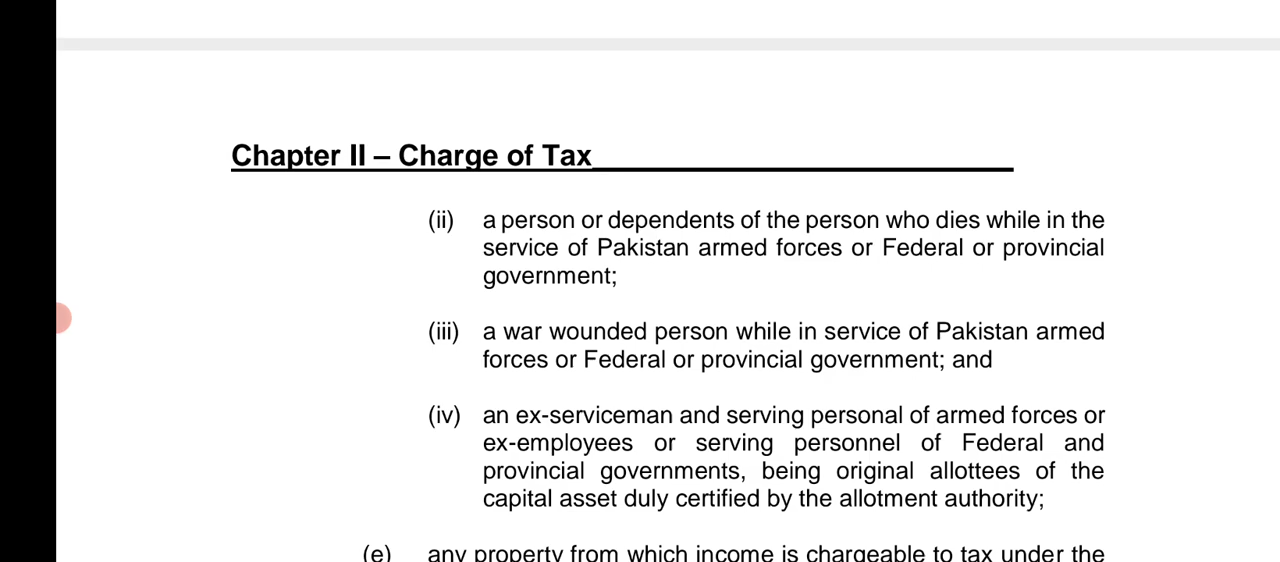 Chapter II – Charge of Tax
(ii) a person or dependents of the person who dies while in the
service of Pakistan armed forces or Federal or provincial
government;
(iii) a war wounded person while in service of Pakistan armed
forces or Federal or provincial government; and
(iv) an ex-serviceman and serving personal of armed forces or
ex-employees or serving personnel of Federal and
provincial governments, being original allottees of the
capital asset duly certified by the allotment authority;
(e) any property from which income is chargeable to tax under the